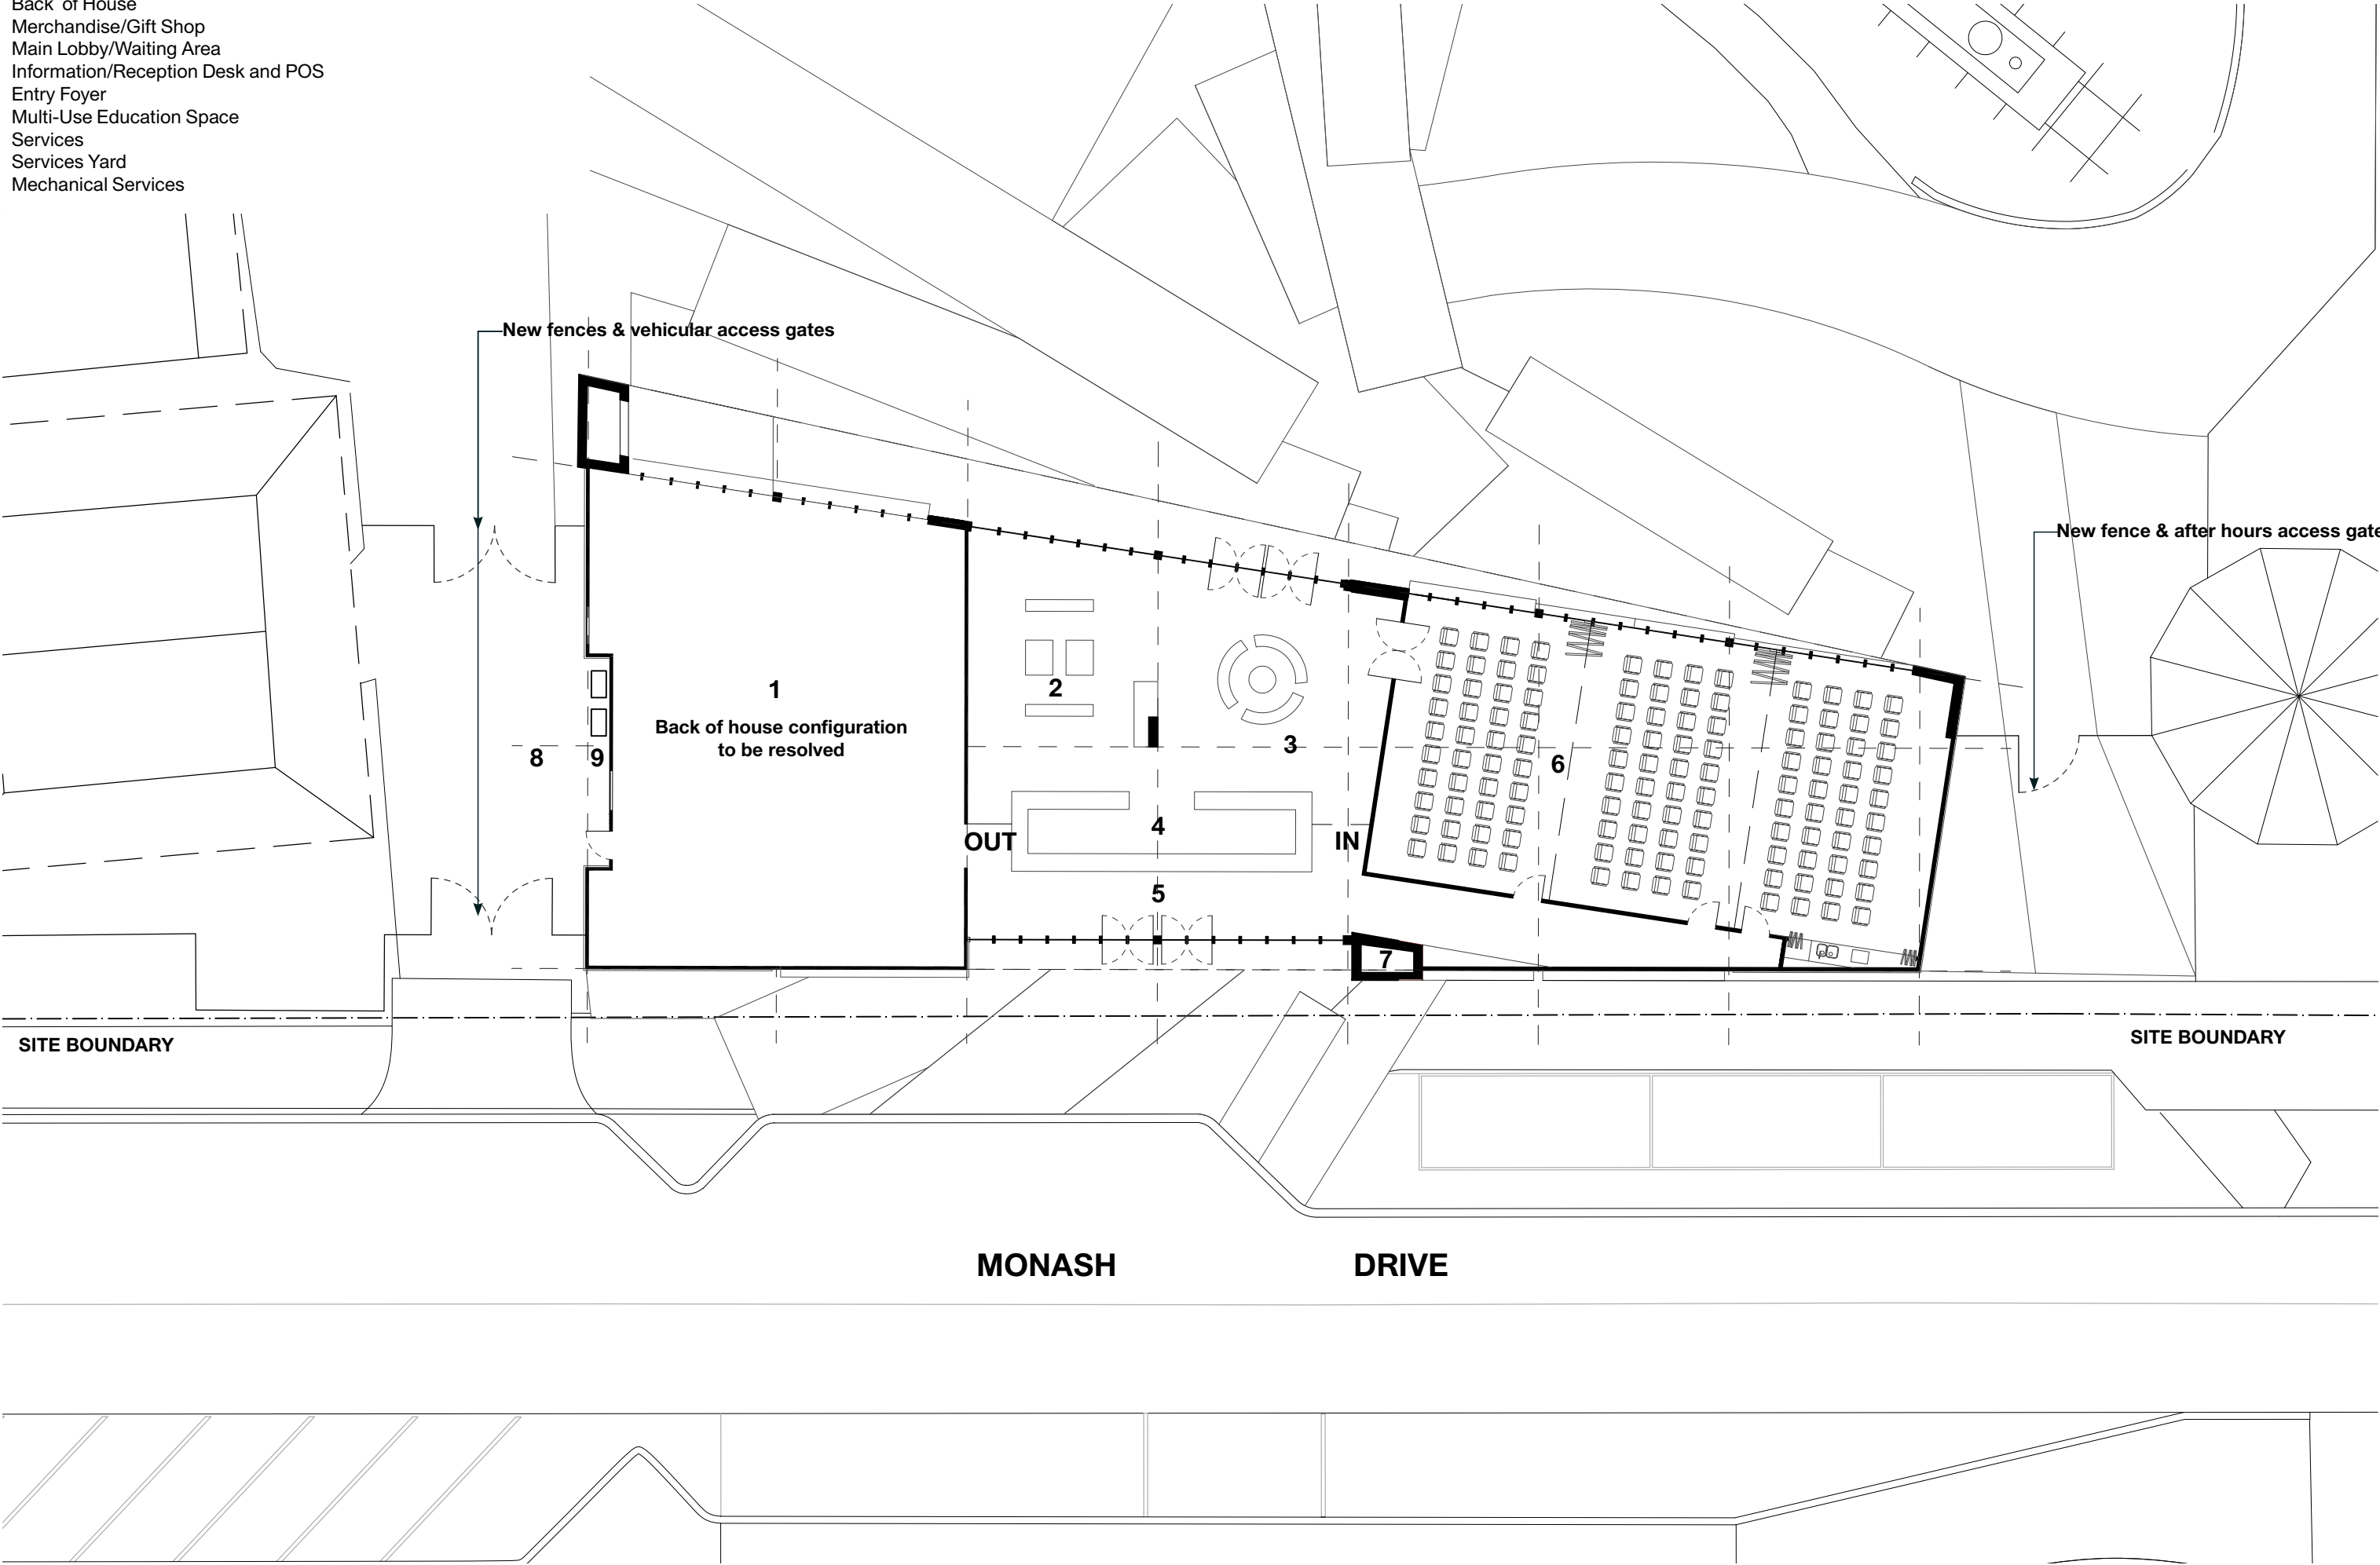 Back of House
Merchandise/Gift Shop
Main Lobby/Waiting Area
Information/Reception Desk and POS
Entry Foyer
Multi-Use Education Space
Services
Services Yard
Mechanical Services
New fences & vehicular access gates
New fence & after hours access gate
1
Back of house configuration
to be resolved
2
3
6
8
9
4
OUT
IN
5
7
SITE BOUNDARY
SITE BOUNDARY
MONASH DRIVE